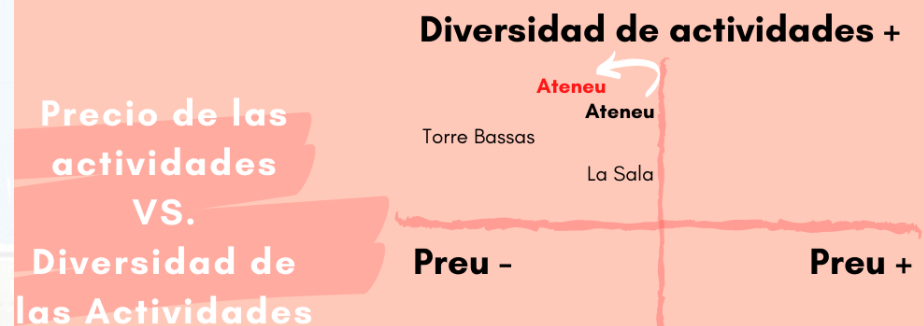 Precio de las
actividades
VS.
Diversidad de
las Actividades
Diversidad de actividades +
Ateneu
Ateneu
Torre Bassas
La Sala
Preu -
Preu +